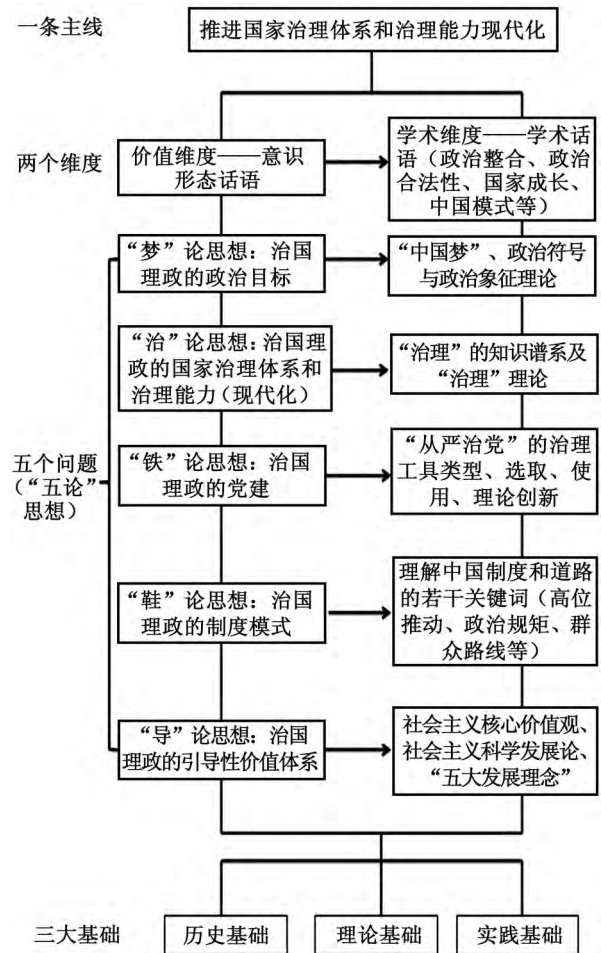 一条主线
推进国家治理体系和治理能力现代化
两个维度
价值维度——意识
形态话语
学术维度——学术话
语（政治整合、政治
合法性、国家成长、
中国模式等）
五个问题
（“五论”
思想）
“梦”论思想：治国
理政的政治目标
“中国梦”、政治符号
与政治象征理论
“治”论思想：治国理
政的国家治理体系和
治理能力（现代化）
“治理”的知识谱系及
“治理”理论
“铁”论思想：治国
理政的党建
“从严治党”的治理
工具类型、选取、使
用、理论创新
“鞋”论思想：治国
理政的制度模式
理解中国制度和道路
的若干关键词（高位
推动、政治规矩、群
众路线等）
“导”论思想：治国
理政的引导性价值体系
社会主义核心价值观、
社会主义科学发展论、
“五大发展理念”
三大基础
历史基础
理论基础
实践基础